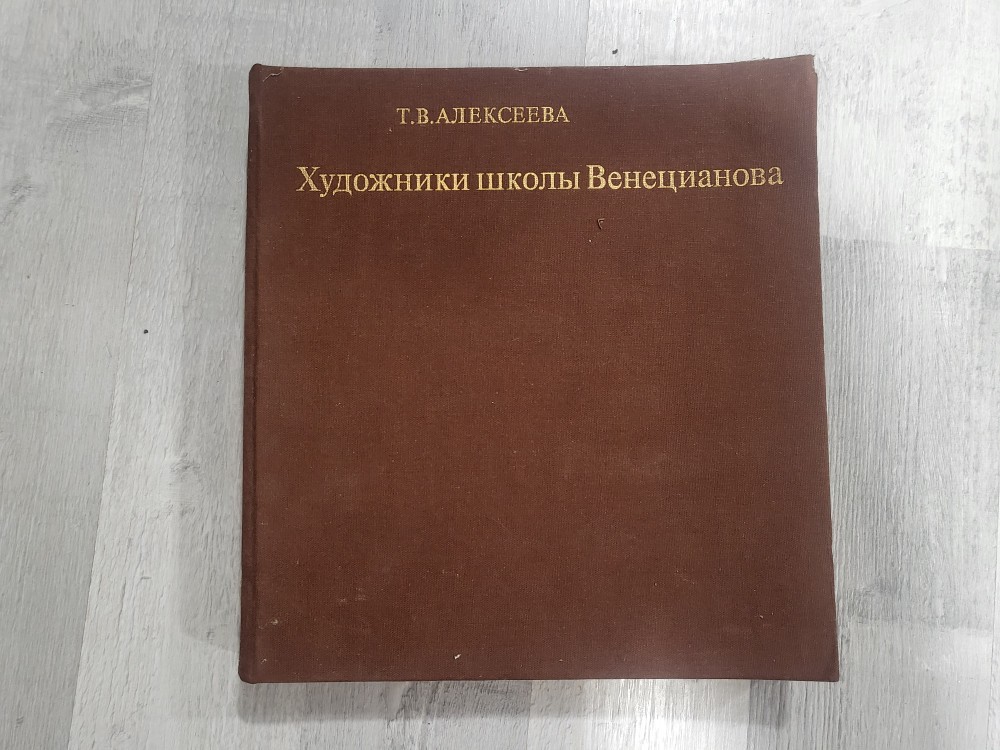 Т.В.АЛЕКСЕЕВА
Художники школы Венецианова